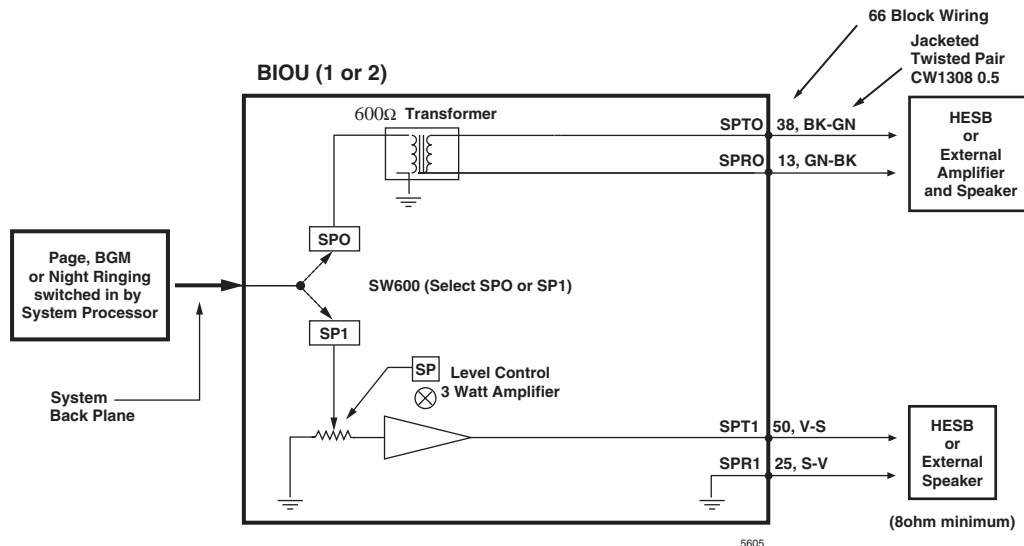 66 Block Wiring
Jacketed
Twisted Pair
CW1308 0.5
BIOU (1 or 2)
600Ω Transformer
SPTO 38, BK-GN
SPRO 13, GN-BK
HESB
or
External
Amplifier
and Speaker
SPO
Page, BGM
or Night Ringing
switched in by
System Processor
SW600 (Select SPO or SP1)
SP1
SP
Level Control
3 Watt Amplifier
System
Back Plane
SPT1 50, V-S
SPR1 25, S-V
HESB
or
External
Speaker
(8ohm minimum)
5605